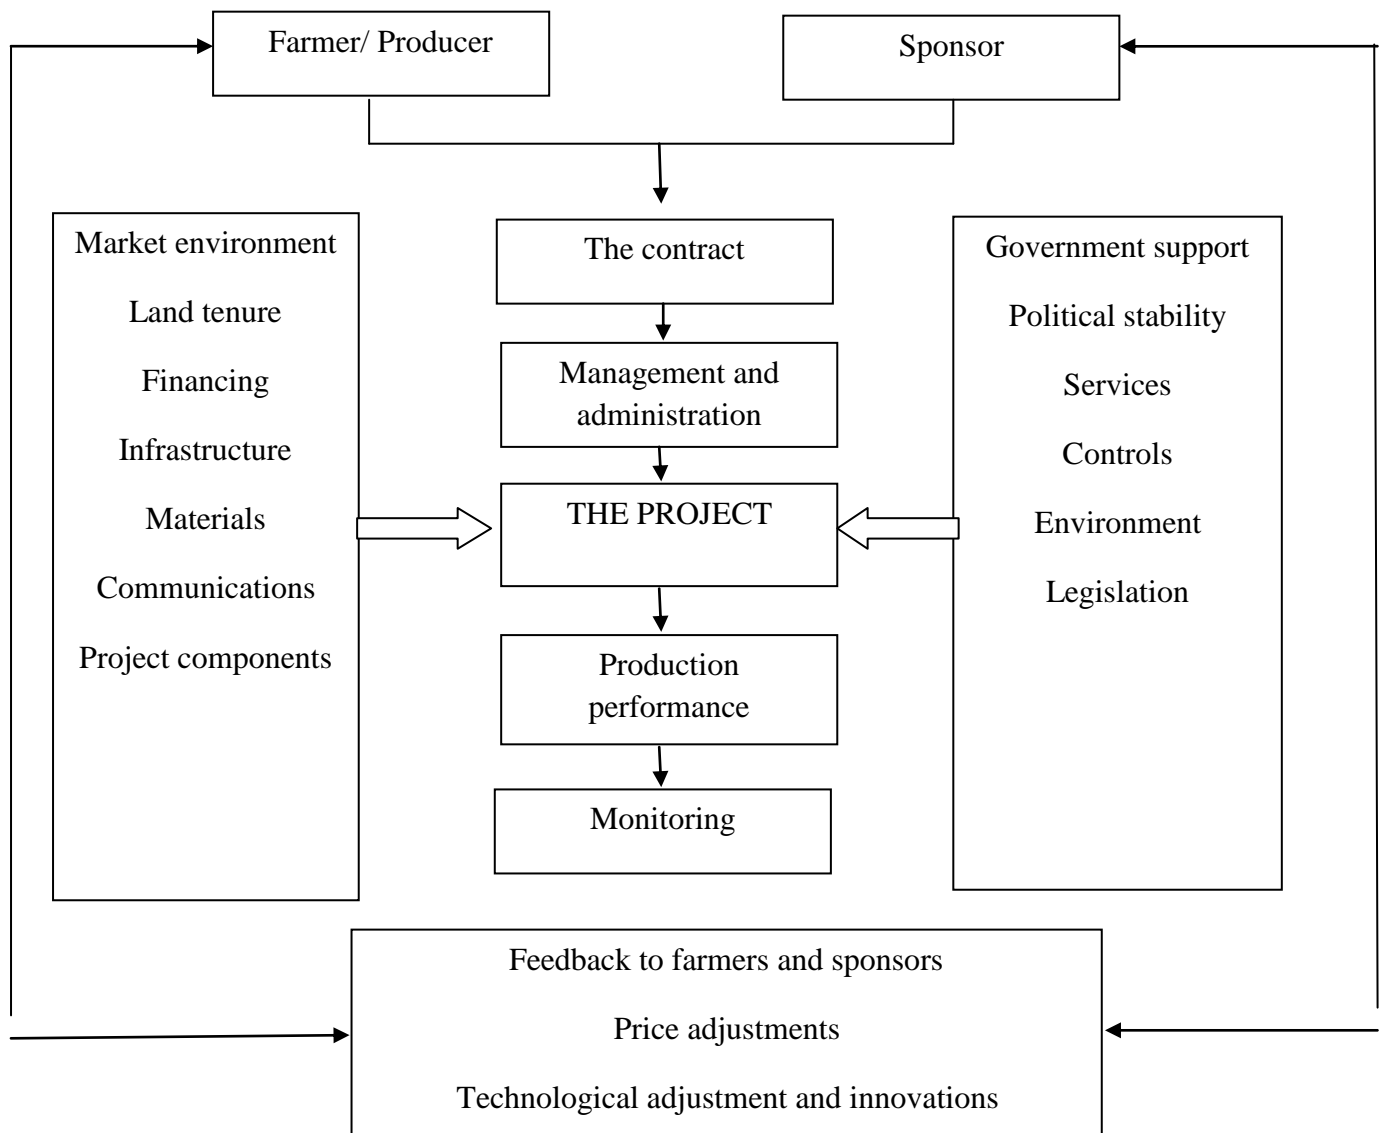 Farmer/ Producer
Sponsor
The contract
Management and
administration
THE PROJECT
Production
performance
Monitoring
Market environment
Land tenure
Financing
Infrastructure
Materials
Communications
Project components
Government support
Political stability
Services
Controls
Environment
Legislation
Feedback to farmers and sponsors
Price adjustments
Technological adjustment and innovations